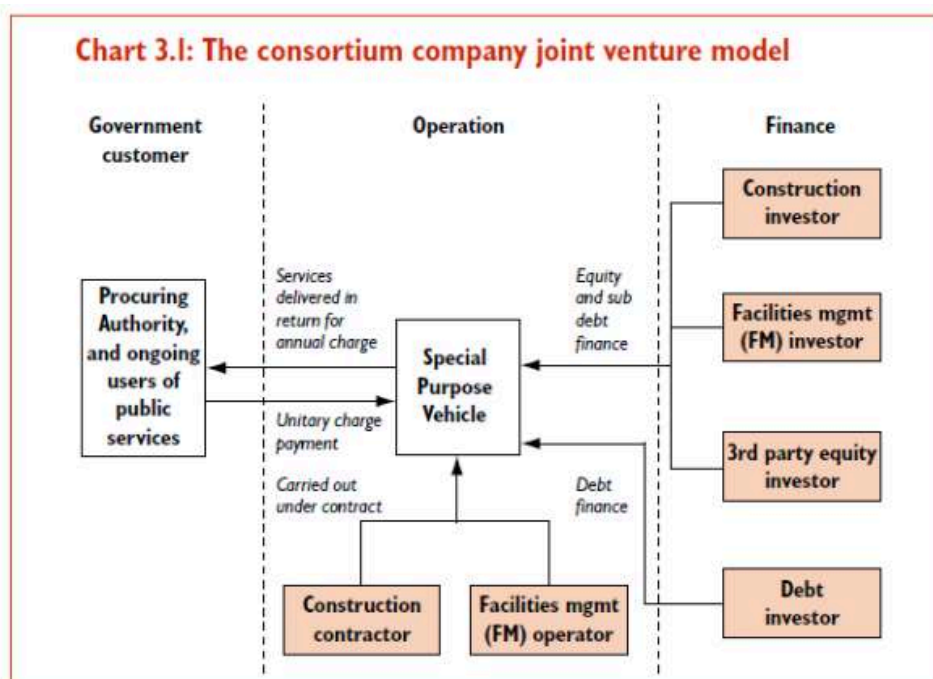 Chart 3.1: The consortium company joint venture model
Government
customer
Operation
Finance
Construction
investor
Services
delivered in
return for
annual charge
Equity
and sub
debt
finance
Procuring
Authority,
and ongoing
users of
public
services
Special
Purpose
Vehicle
Facilities mgmt
(FM) investor
Unitary charge
payment
3rd party equity
investor
Carried out
under contract
Debt
finance
Construction
contractor
Facilities mgmt
(FM) operator
Debt
investor